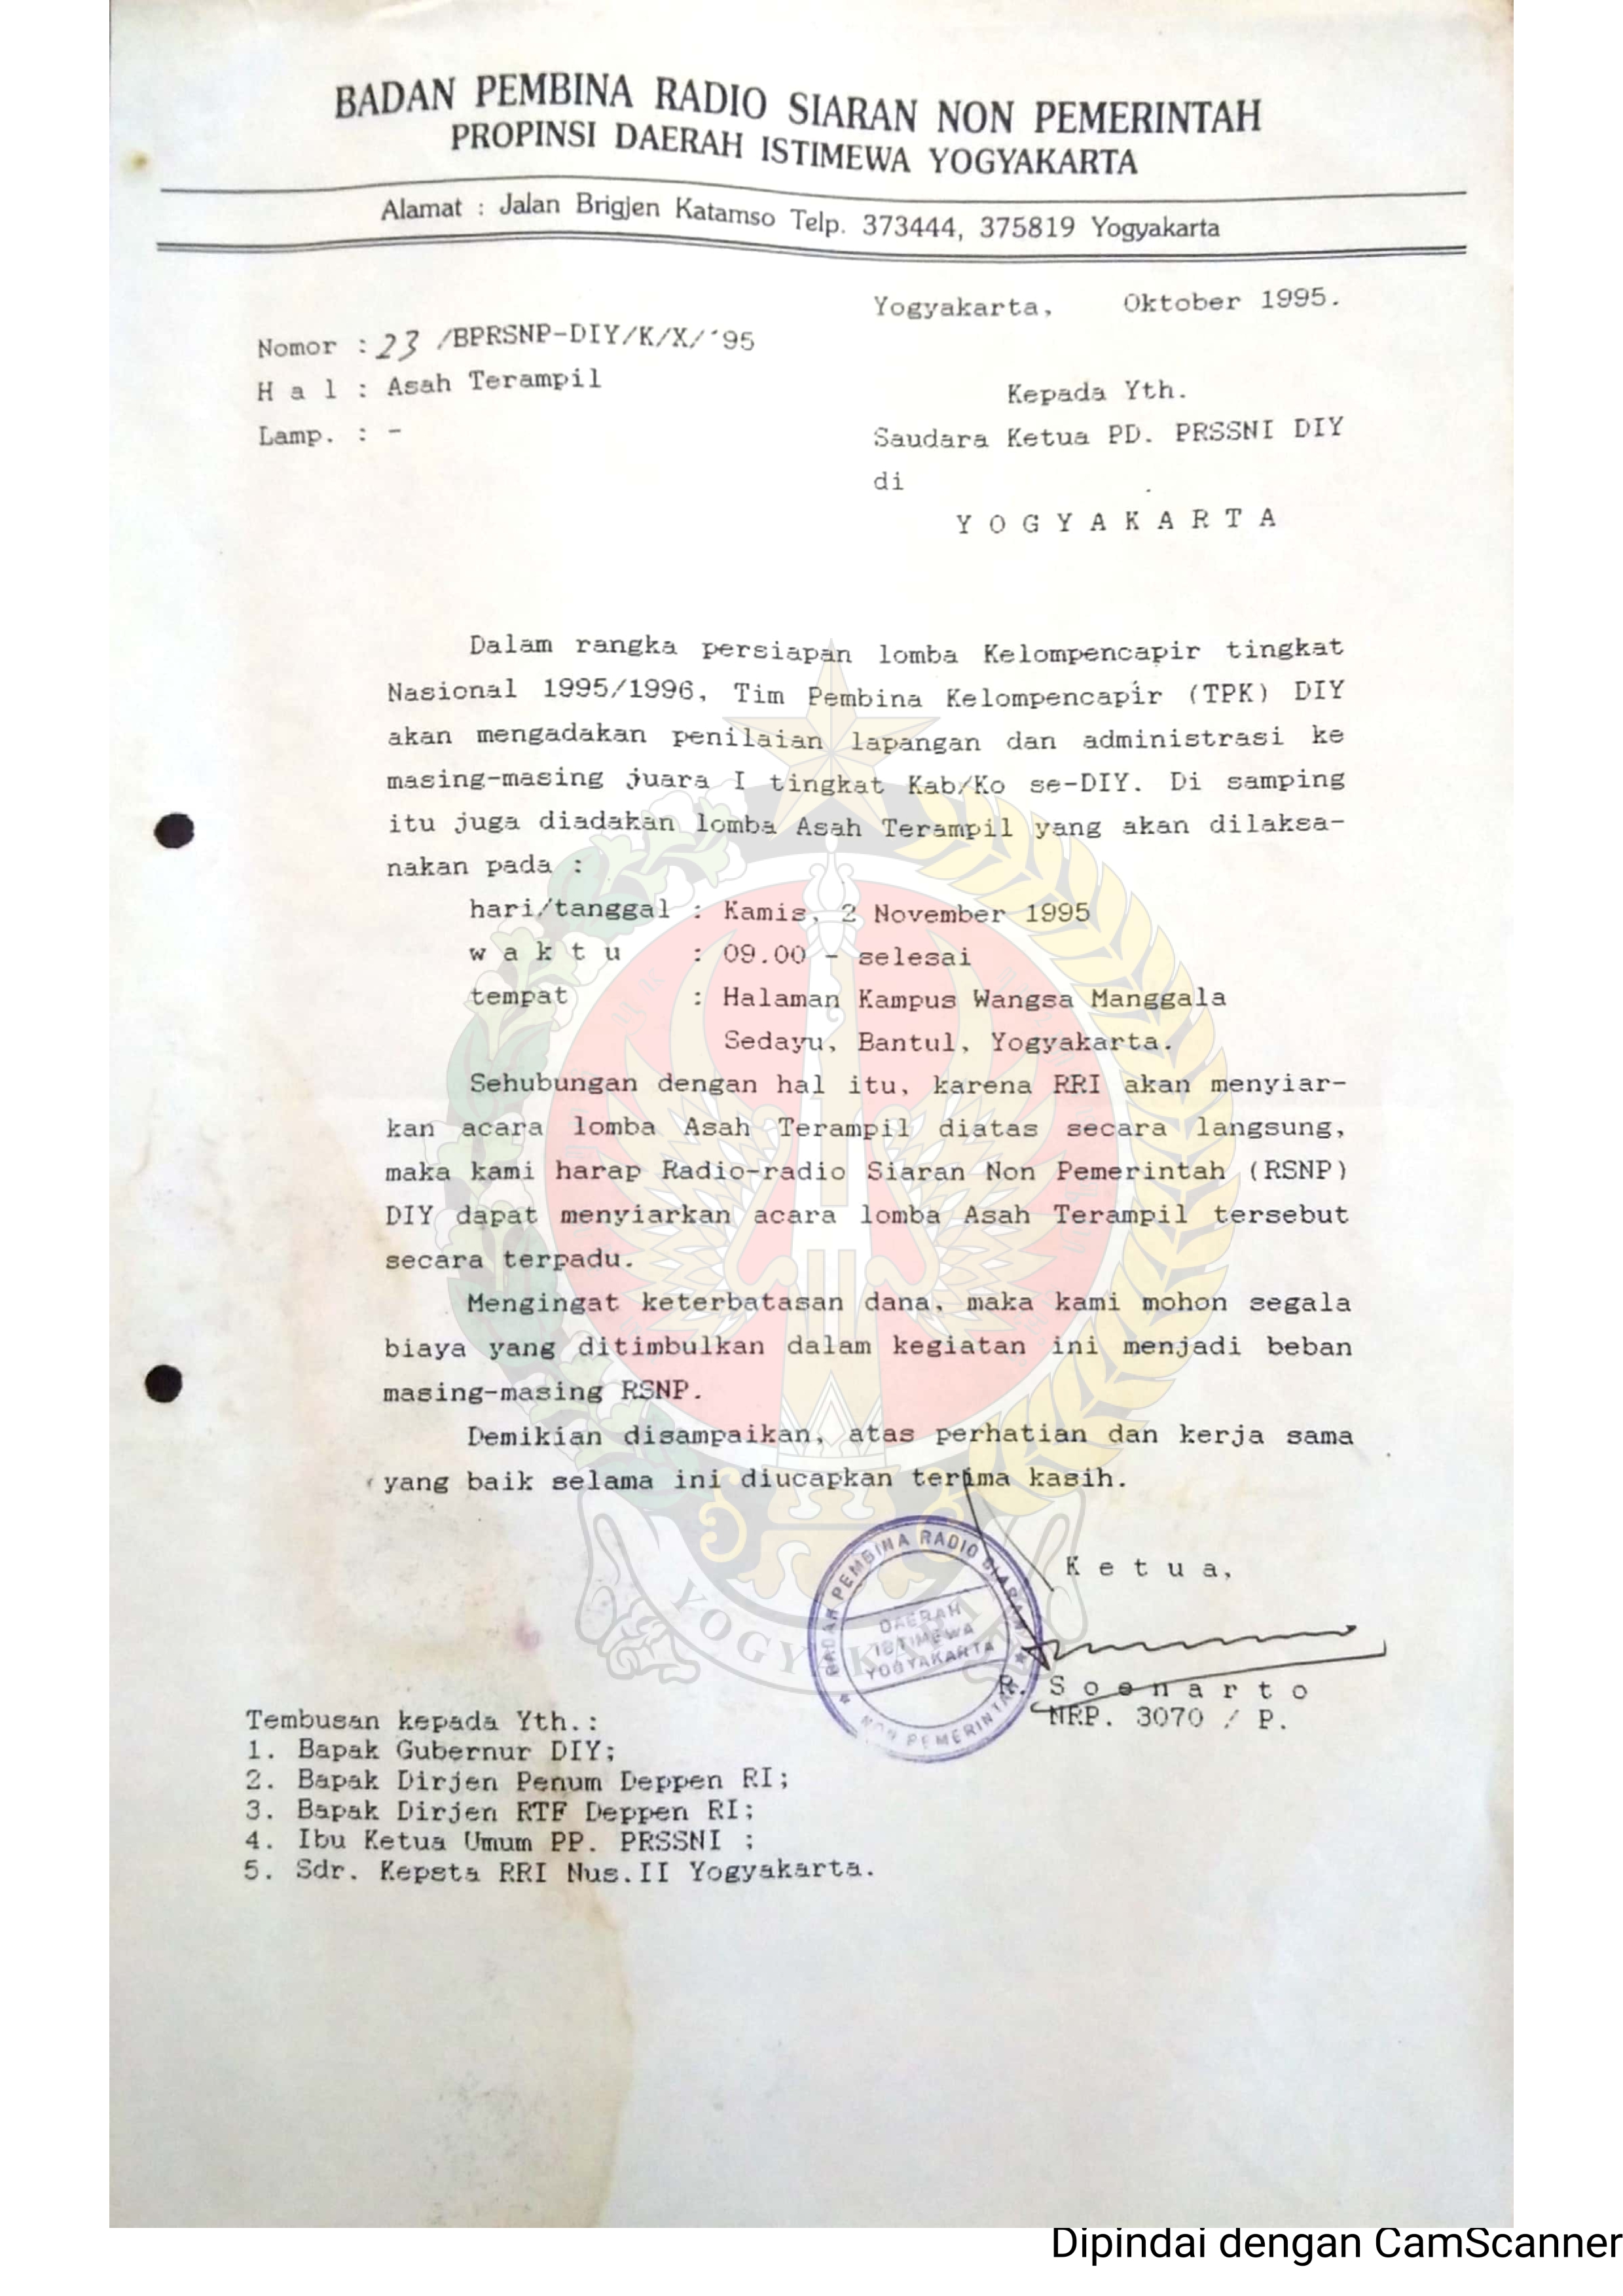 BADAN PEMBINA RADIO SIARAN NON PEMERINTAH
PROPINSI DAERAH ISTIMEWA YOGYAKARTA
Alamat : Jalan Brigjen Katamso Telp. 373444, 375819 Yogyakarta
Yogyakarta, Oktober 1995.
Nomor : 23 /BPRSNP-DIY/K/X/'95
H a l : Asah Terampil
Lamp. : -
Kepada Yth.
Saudara Ketua PD. PRSSNI DIY
di
Y O G Y A K A R T A
Dalam rangka persiapan lomba Kelompencapir tingkat
Nasional 1995/1996, Tim Pembina Kelompencapir (TPK) DIY
akan mengadakan penilaian lapangan dan administrasi ke
masing-masing juara I tingkat Kab/Ko se-DIY. Di samping
itu juga diadakan lomba Asah Terampil yang akan dilaksa-
nakan pada :
hari/tanggal : Kamis, 2 November 1995
w a k t u : 09.00 - selesai
tempat : Halaman Kampus Wangsa Manggala
Sedayu, Bantul, Yogyakarta.
Sehubungan dengan hal itu, karena RRI akan menyiar-
kan acara lomba Asah Terampil diatas secara langsung,
maka kami harap Radio-radio Siaran Non Pemerintah (RSNP)
DIY dapat menyiarkan acara lomba Asah Terampil tersebut
secara terpadu.
Mengingat keterbatasan dana, maka kami mohon segala
biaya yang ditimbulkan dalam kegiatan ini menjadi beban
masing-masing RSNP.
Demikian disampaikan, atas perhatian dan kerja sama
yang baik selama ini diucapkan terima kasih.
K e t u a,
BADAN PEMBINA RADIO SIARAN
DAERAH
ISTIMEWA
YOGYAKARTA
NON PEMERINTAH
YOGYAKARTA
R. S o e n a r t o
NRP. 3070 / P.
Tembusan kepada Yth.:
1. Bapak Gubernur DIY;
2. Bapak Dirjen Penum Deppen RI;
3. Bapak Dirjen RTF Deppen RI;
4. Ibu Ketua Umum PP. PRSSNI ;
5. Sdr. Kepsta RRI Nus.II Yogyakarta.
Dipindai dengan CamScanner